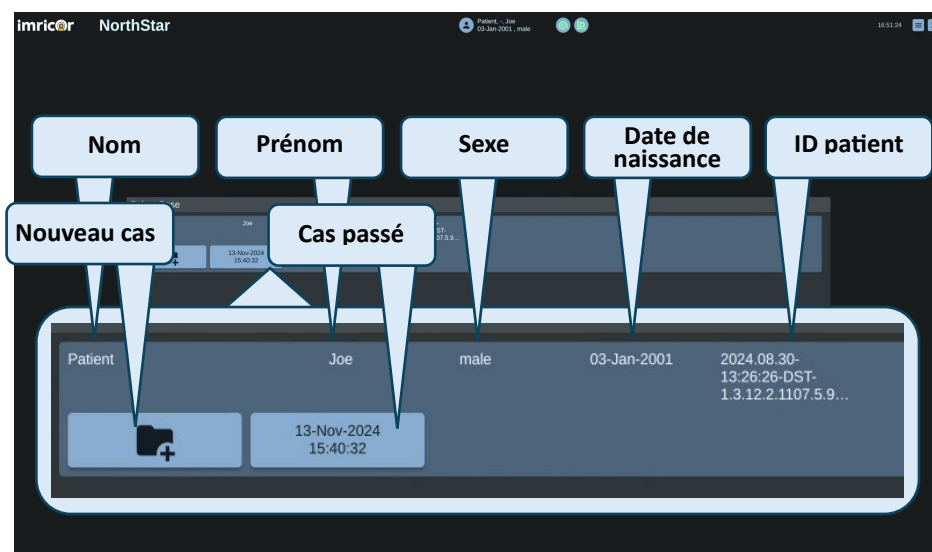 imricor NorthStar
Patient, -, Joe
03-Jan-2001 , male
16:51:24
Nom
Prénom
Sexe
Date de
naissance
ID patient
Nouveau cas
Cas passé
Joe
13-Nov-2024
15:40:32
Patient
Joe
male
03-Jan-2001
2024.08.30-
13:26:26-DST-
1.3.12.2.1107.5.9...
13-Nov-2024
15:40:32